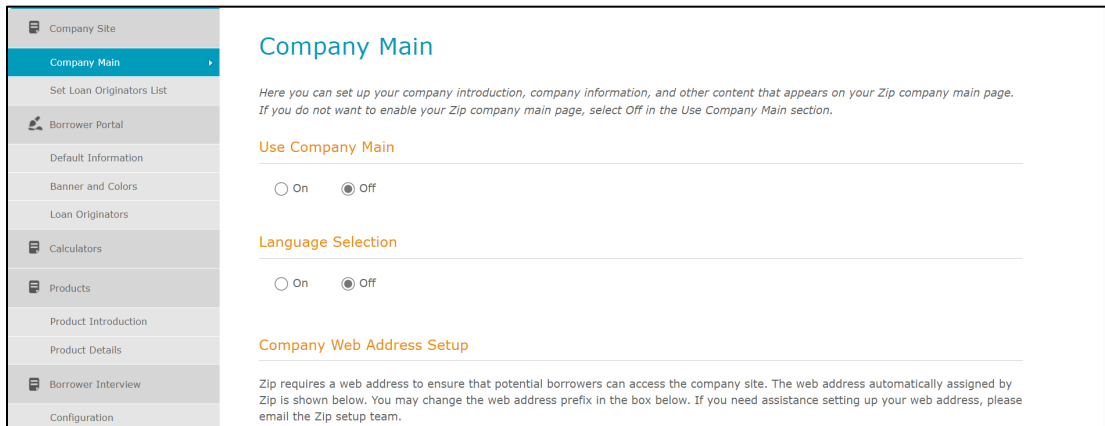 Company Site
Company Main
Set Loan Originators List
Borrower Portal
Default Information
Banner and Colors
Loan Originators
Calculators
Products
Product Introduction
Product Details
Borrower Interview
Configuration
Company Main
Here you can set up your company introduction, company information, and other content that appears on your Zip company main page.
If you do not want to enable your Zip company main page, select Off in the Use Company Main section.
Use Company Main
On Off
Language Selection
On Off
Company Web Address Setup
Zip requires a web address to ensure that potential borrowers can access the company site. The web address automatically assigned by
Zip is shown below. You may change the web address prefix in the box below. If you need assistance setting up your web address, please
email the Zip setup team.